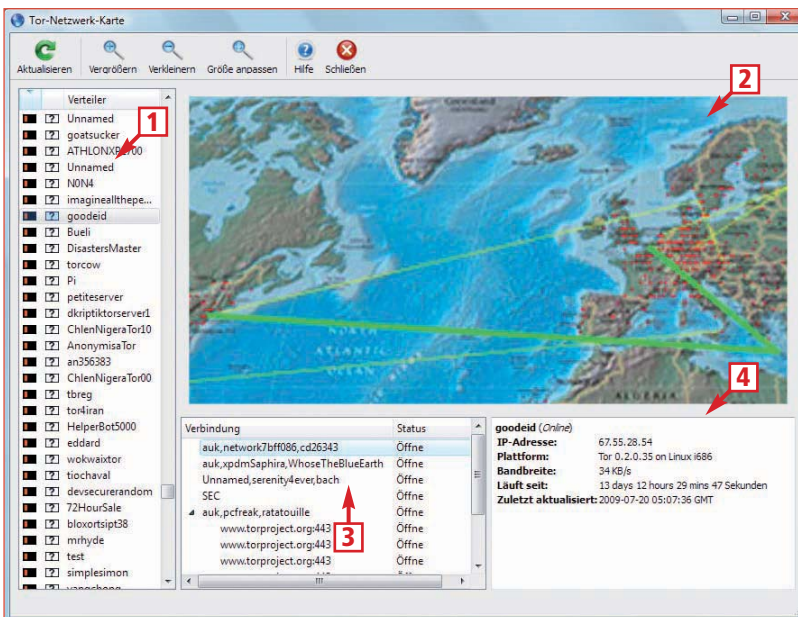 Tor-Netzwerk-Karte
Aktualisieren Vergrößern Verkleinern Größe anpassen Hilfe Schließen
Verteiler
Unnamed
goatsucker
Unnamed
N0N4
imagineallthepe...
goodeid
Bueli
DisastersMaster
torcow
Pi
petiteserver
dkriptiktorserver1
ChlenNigeraTor10
AnonymisaTor
an356383
ChlenNigeraTor00
tbreg
tor4iran
HelperBot5000
eddard
wokwaixtor
tiochaval
devsecurerandom
72HourSale
bloxortsipt38
mrhyde
test
simplesimon
1
2
NORTH
ATLANTIC
ALGERIA
Verbindung Status
auk,network7bff086,cd26343 Öffne
auk,xpdmSaphira,WhoseTheBlueEarth Öffne
Unnamed,serenity4ever,bach Öffne
SEC Öffne
auk,pcfreak,ratatouille Öffne
www.torproject.org:443 Öffne
www.torproject.org:443 Öffne
www.torproject.org:443 Öffne
3
4
goodeid (Online)
IP-Adresse: 67.55.28.54
Plattform: Tor 0.2.0.35 on Linux i686
Bandbreite: 34 KB/s
Läuft seit: 13 days 12 hours 29 mins 47 Sekunden
Zuletzt aktualisiert: 2009-07-20 05:07:36 GMT